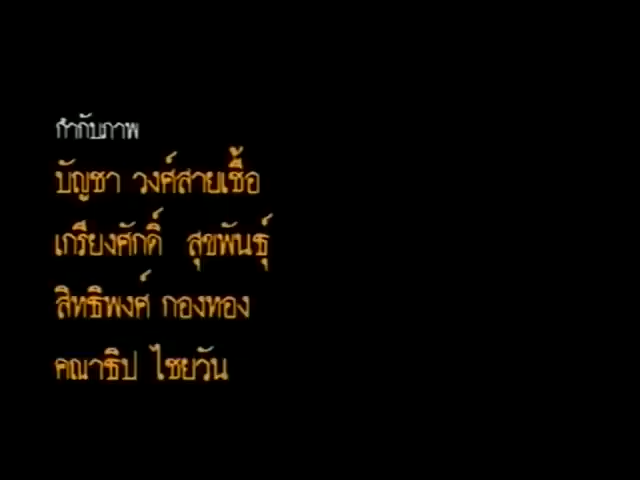 กำกับภาพ
บัญชา วงศ์สายเชื้อ
เกรียงศักดิ์ สุขพันธุ์
สิทธิพงศ์ กองทอง
คณาธิป ไชยวัน